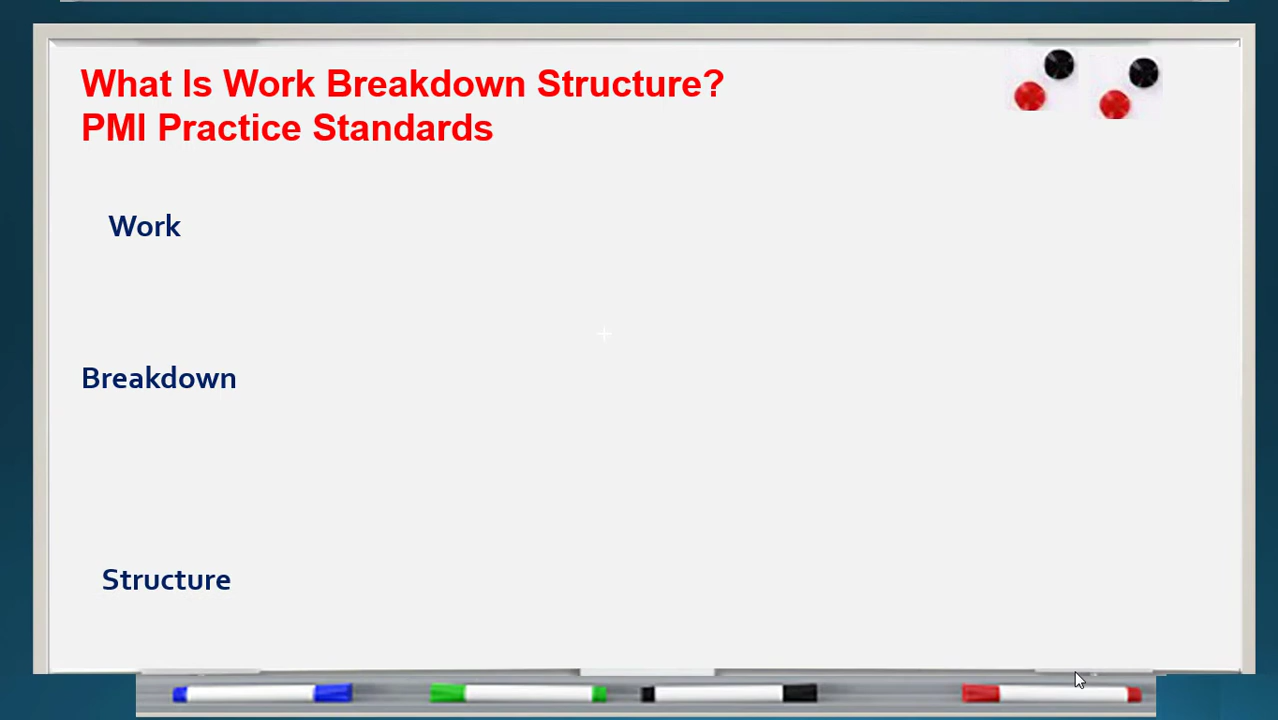 What Is Work Breakdown Structure?
PMI Practice Standards
Work
Breakdown
Structure